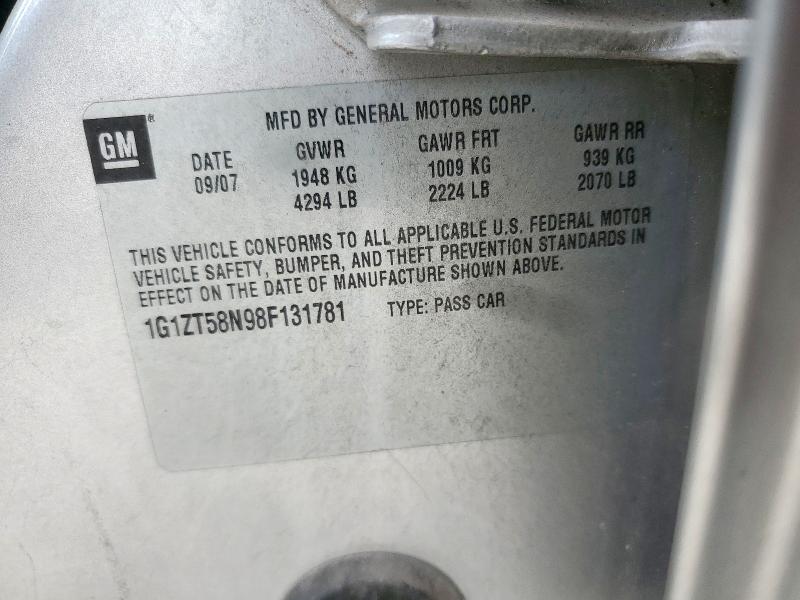 MFD BY GENERAL MOTORS CORP.
GM ®
DATE GVWR GAWR FRT GAWR RR
09/07 1948 KG 1009 KG 939 KG
4294 LB 2224 LB 2070 LB
THIS VEHICLE CONFORMS TO ALL APPLICABLE U.S. FEDERAL MOTOR
VEHICLE SAFETY, BUMPER, AND THEFT PREVENTION STANDARDS IN
EFFECT ON THE DATE OF MANUFACTURE SHOWN ABOVE.
1G1ZT58N98F131781 TYPE: PASS CAR